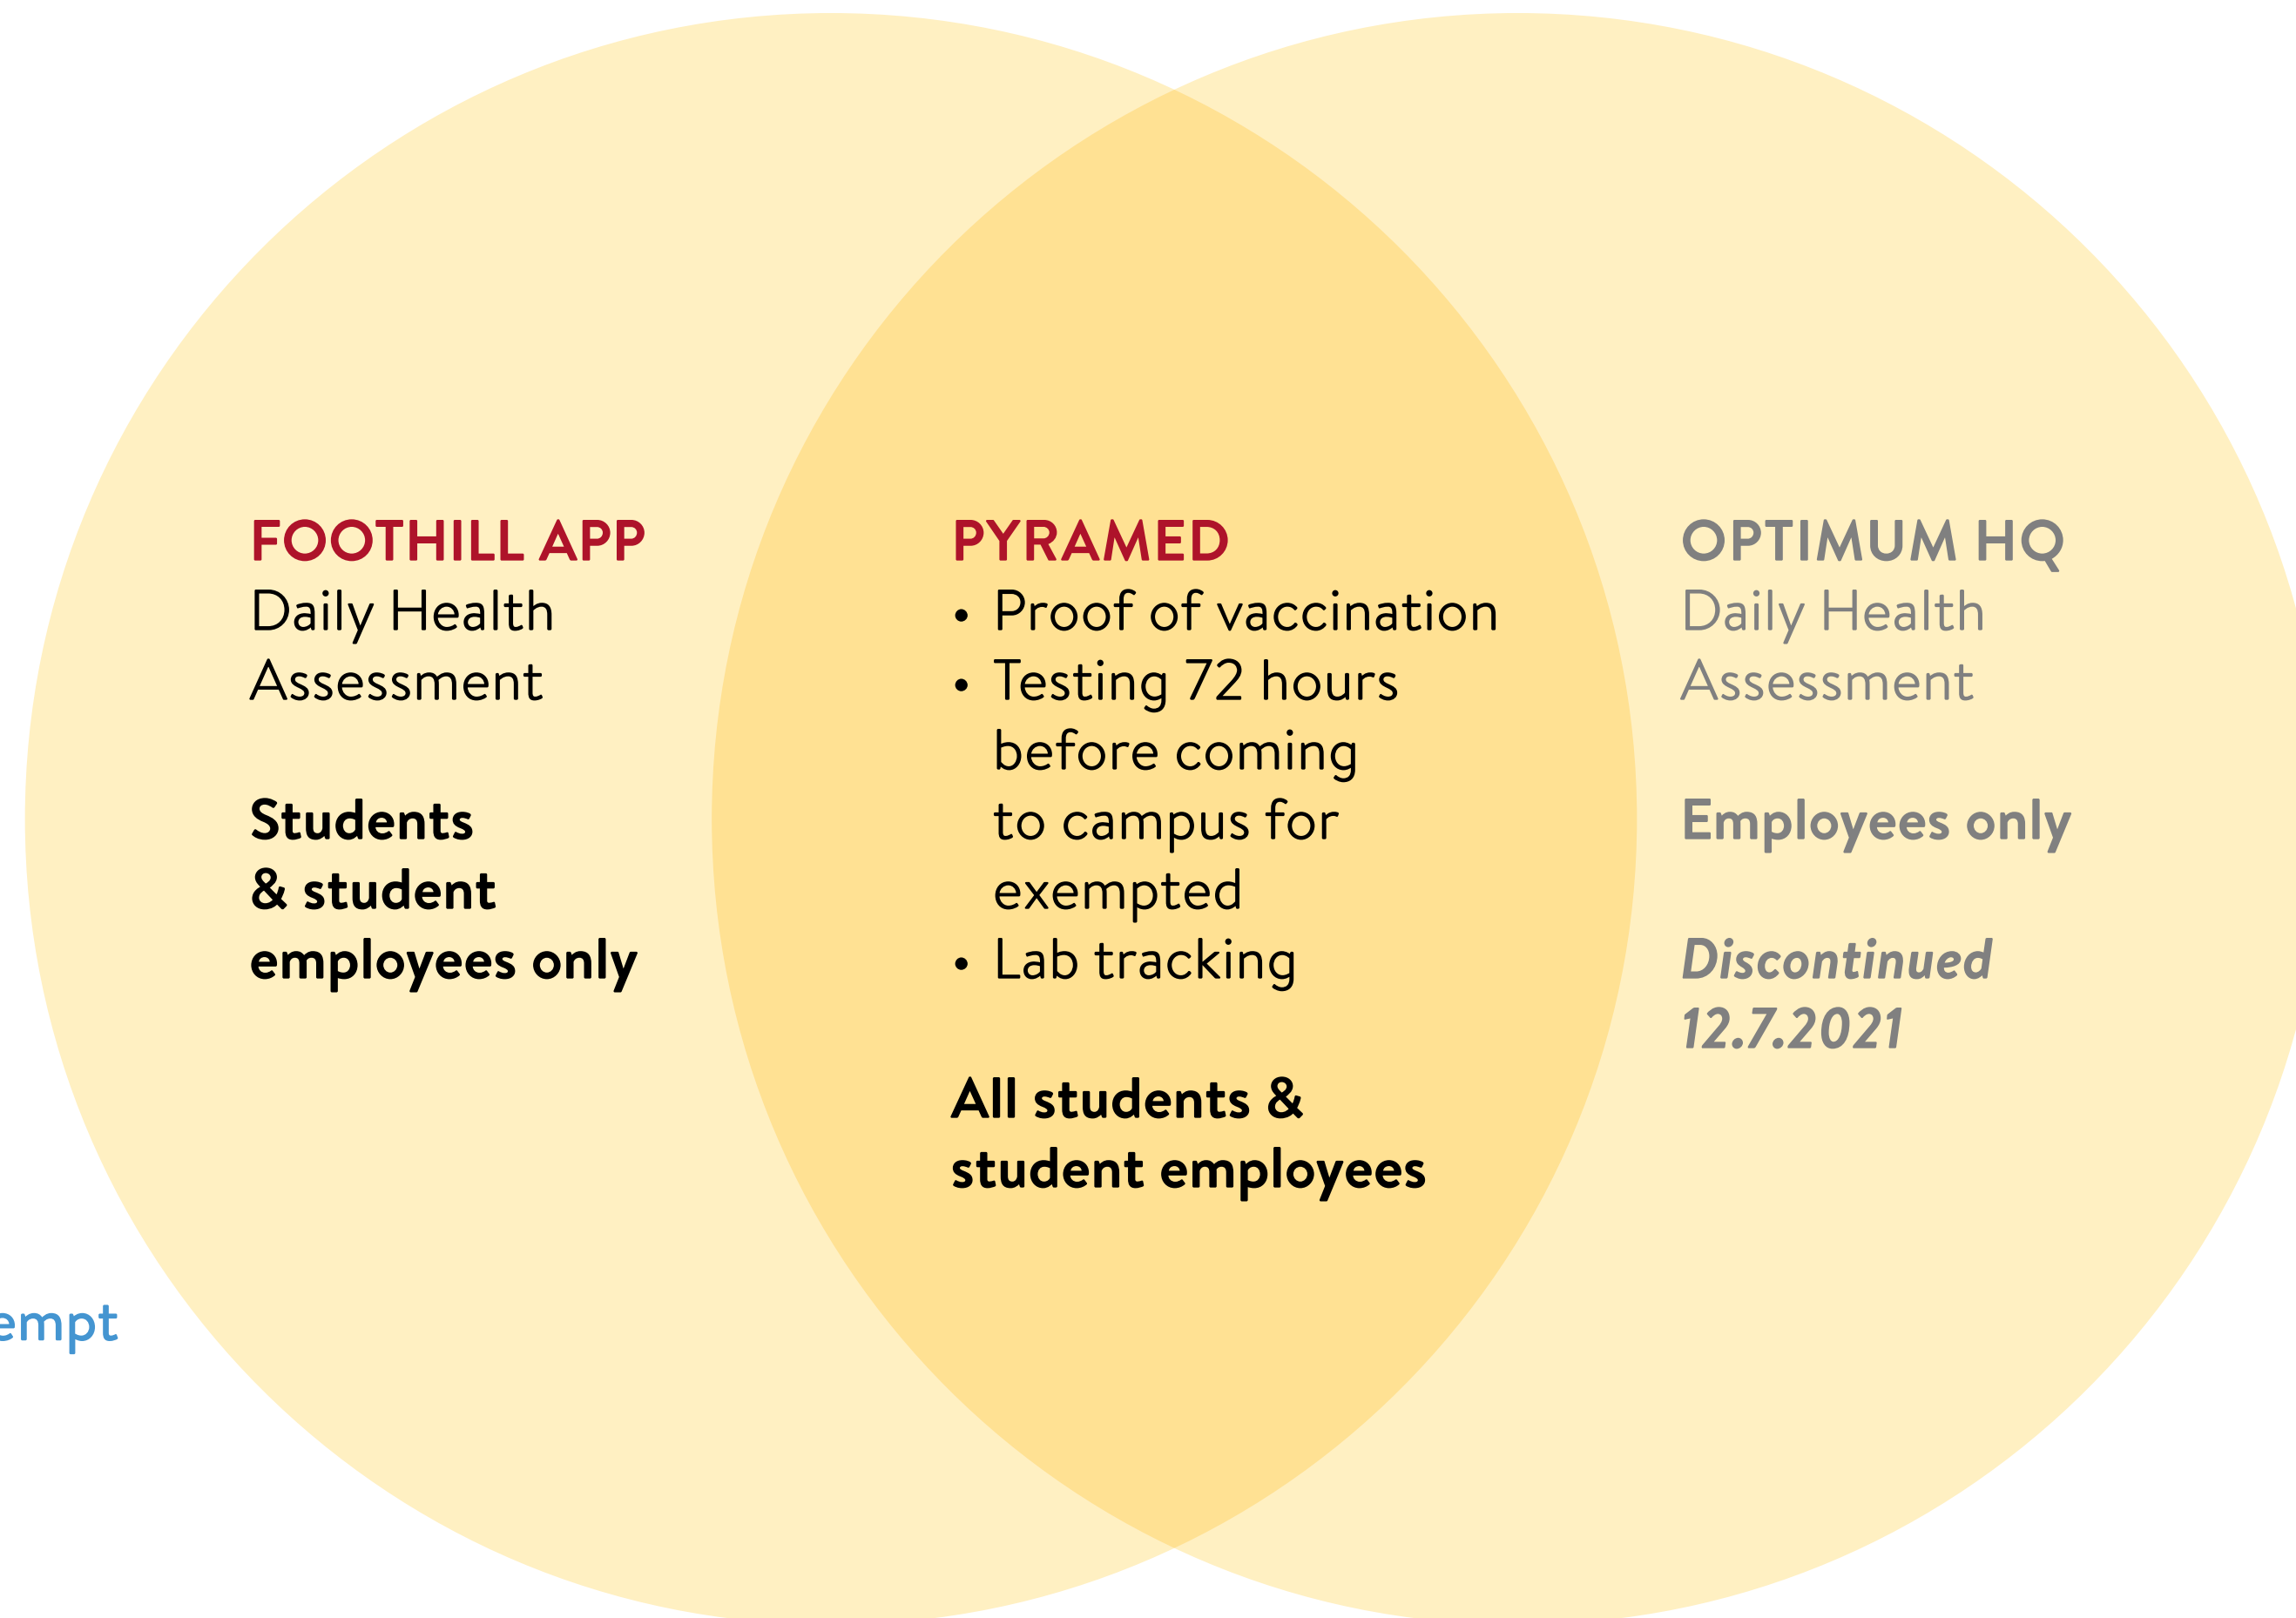 FOOTHILL APP
Daily Health
Assessment
Students
& student
employees only
PYRAMED
• Proof of vaccination
• Testing 72 hours
before coming
to campus for
exempted
• Lab tracking
All students &
student employees
OPTIMUM HQ
Daily Health
Assessment
Employees only
Discontinued
12.7.2021
empt